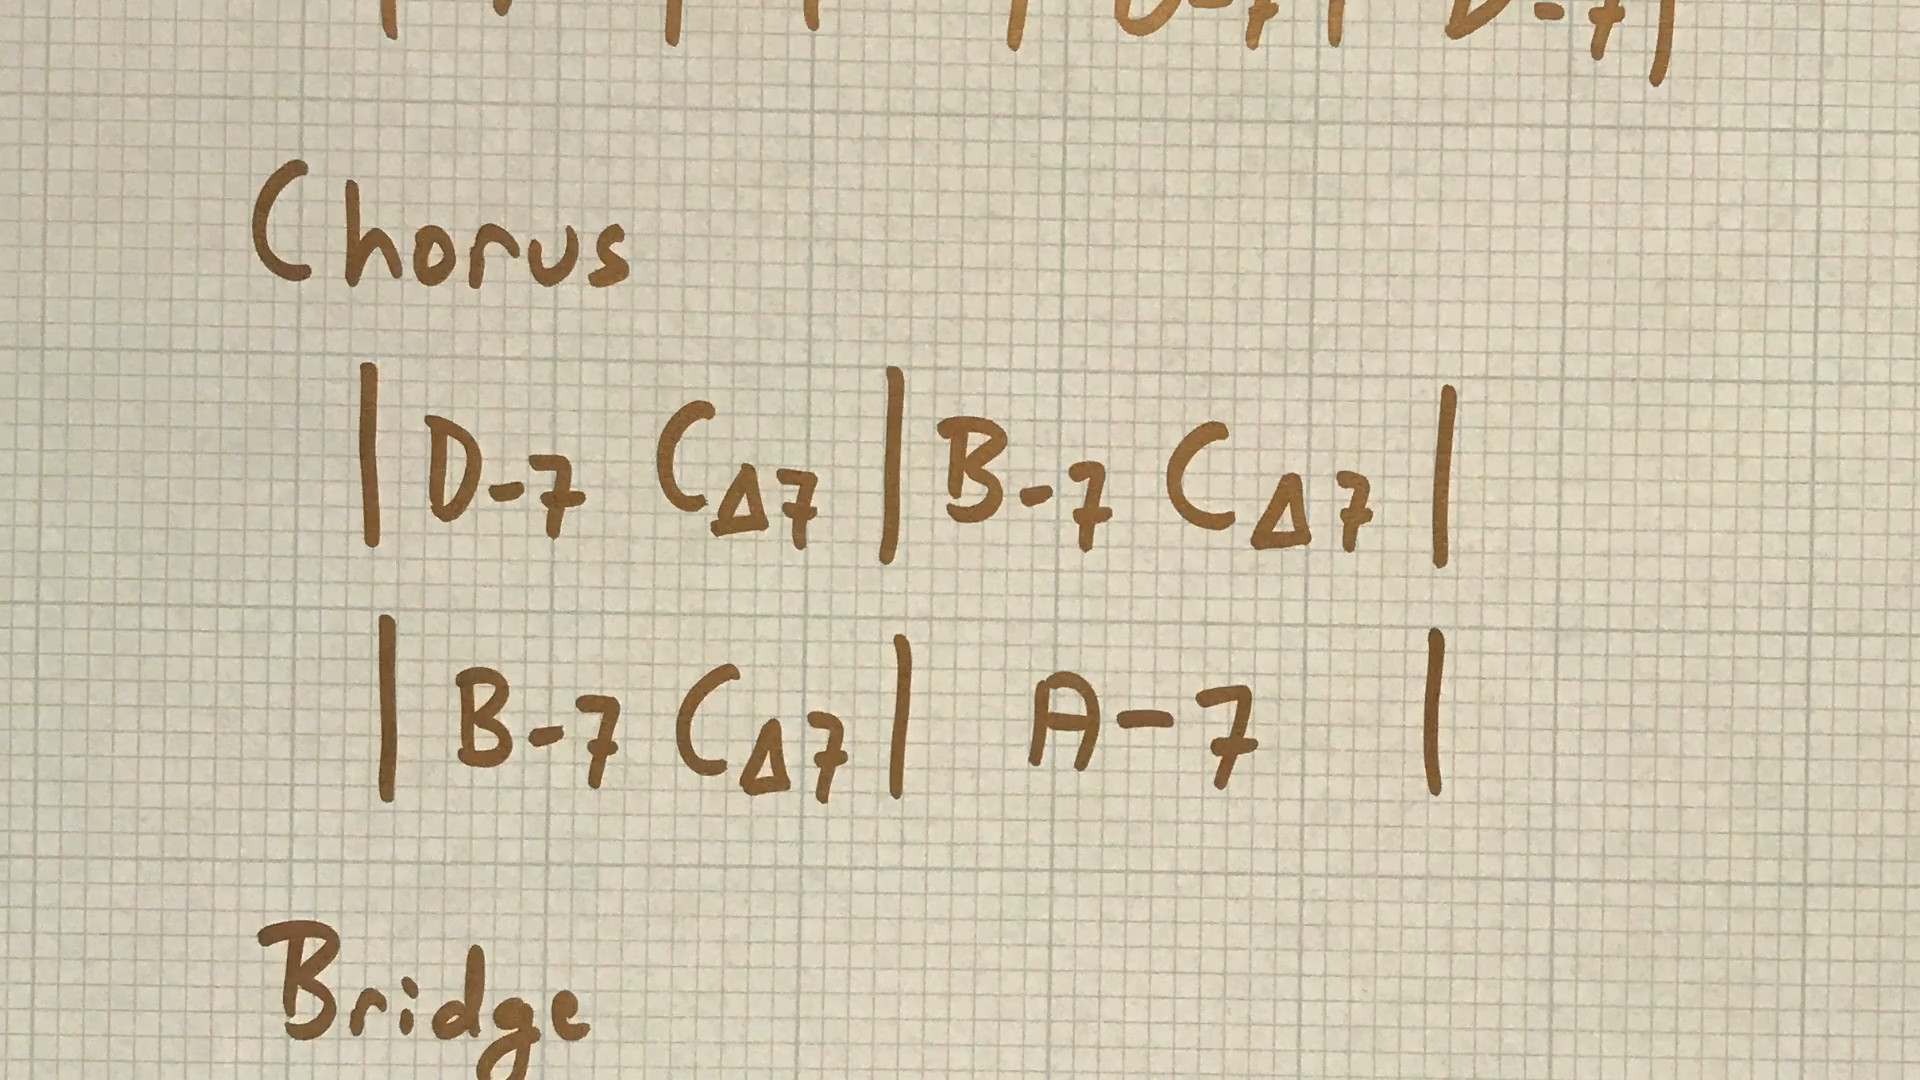 Chorus
| D-7 CΔ7 | B-7 CΔ7 |
| B-7 CΔ7 | A-7 |
Bridge